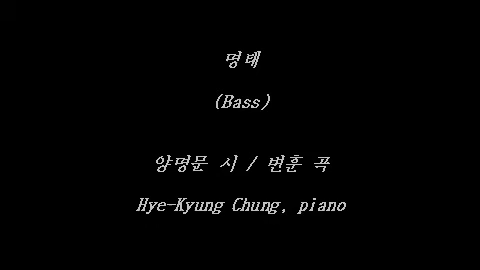 명태
(Bass)
양명문 시 / 변훈 곡
Hye-Kyung Chung, piano